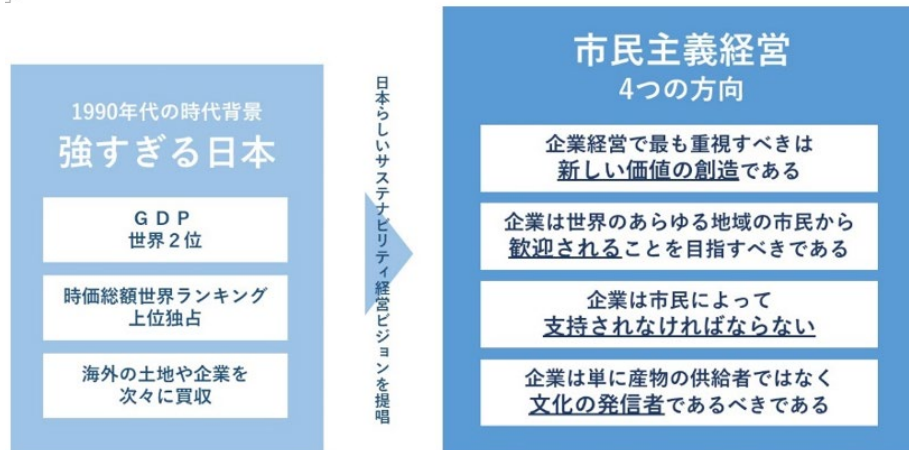 1990年代の時代背景
強すぎる日本
GDP
世界2位
時価総額世界ランキング
上位独占
海外の土地や企業を
次々に買収
日本らしいサステナビリティ経営ビジョンを提唱
市民主義経営
4つの方向
企業経営で最も重視すべきは
新しい価値の創造である
企業は世界のあらゆる地域の市民から
歓迎されることを目指すべきである
企業は市民によって
支持されなければならない
企業は単に産物の供給者ではなく
文化の発信者であるべきである